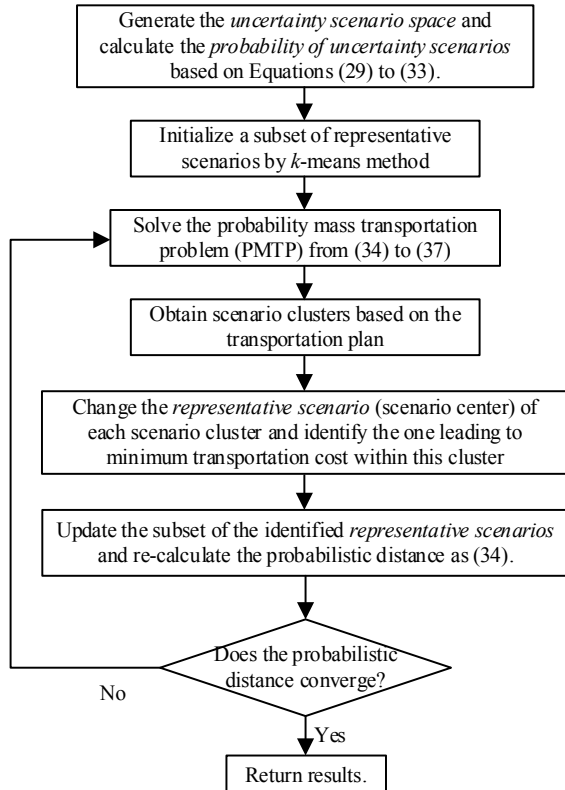 Generate the uncertainty scenario space and
calculate the probability of uncertainty scenarios
based on Equations (29) to (33).
Initialize a subset of representative
scenarios by k-means method
Solve the probability mass transportation
problem (PMTP) from (34) to (37)
Obtain scenario clusters based on the
transportation plan
Change the representative scenario (scenario center) of
each scenario cluster and identify the one leading to
minimum transportation cost within this cluster
Update the subset of the identified representative scenarios
and re-calculate the probabilistic distance as (34).
Does the probabilistic
distance converge?
No
Yes
Return results.